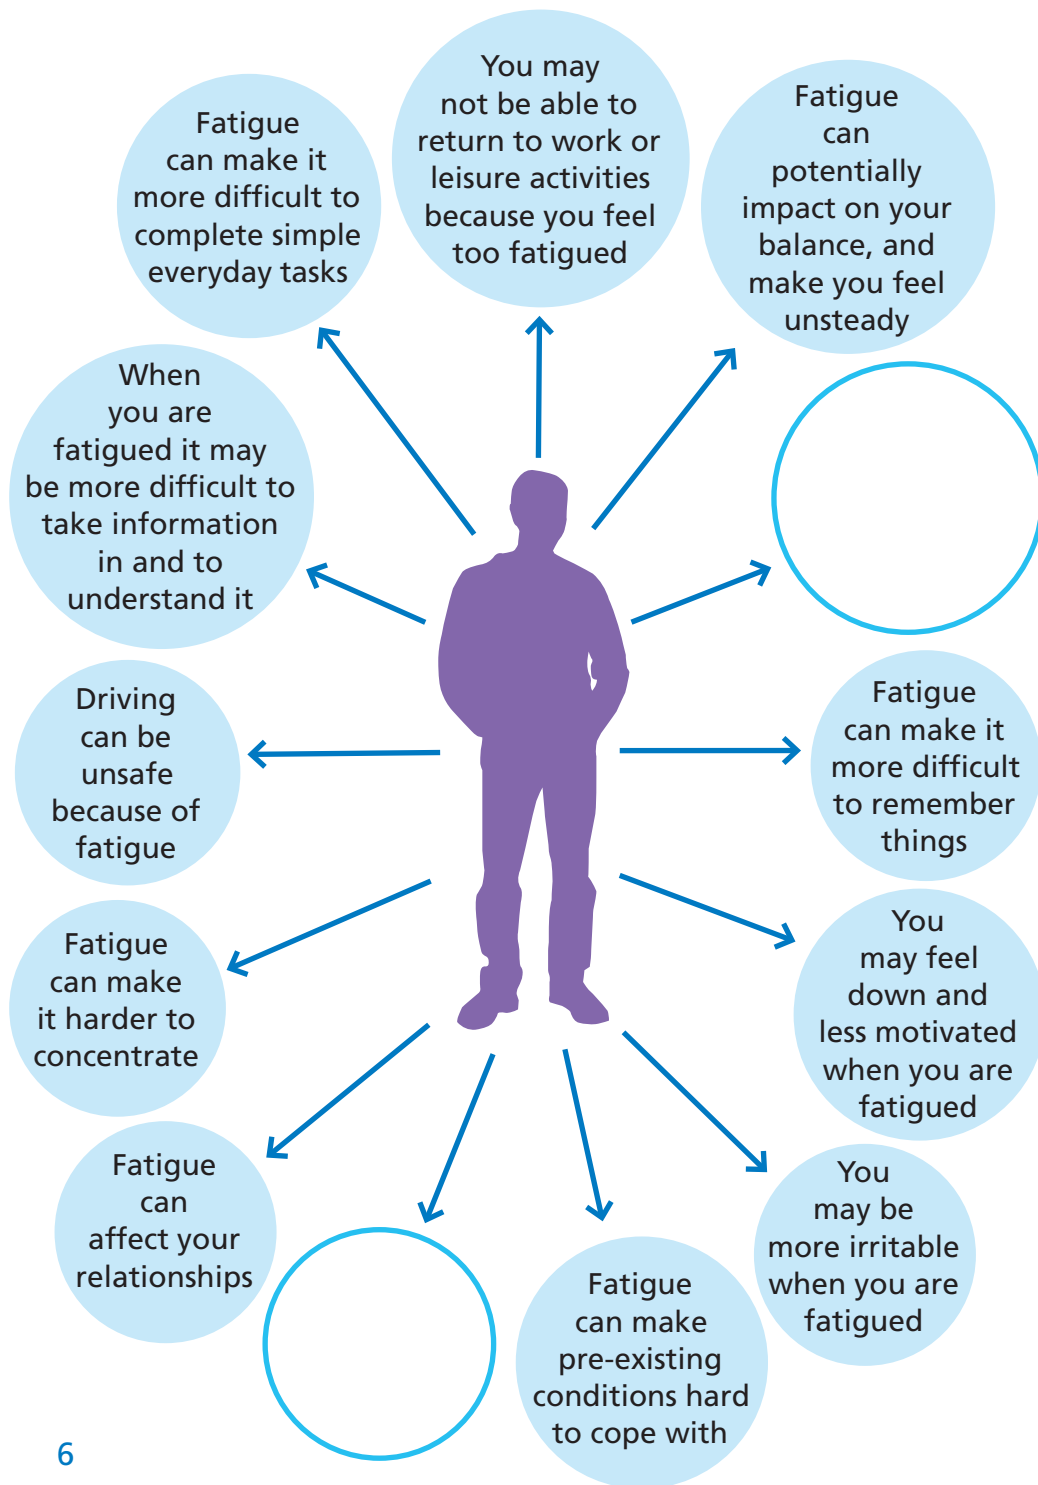 Fatigue
can make it
more difficult to
complete simple
everyday tasks
You may
not be able to
return to work or
leisure activities
because you feel
too fatigued
Fatigue
can
potentially
impact on your
balance, and
make you feel
unsteady
When
you are
fatigued it may
be more difficult to
take information
in and to
understand it
Driving
can be
unsafe
because of
fatigue
Fatigue
can make it
more difficult
to remember
things
Fatigue
can make
it harder to
concentrate
You
may feel
down and
less motivated
when you are
fatigued
Fatigue
can
affect your
relationships
Fatigue
can make
pre-existing
conditions hard
to cope with
You
may be
more irritable
when you are
fatigued
6